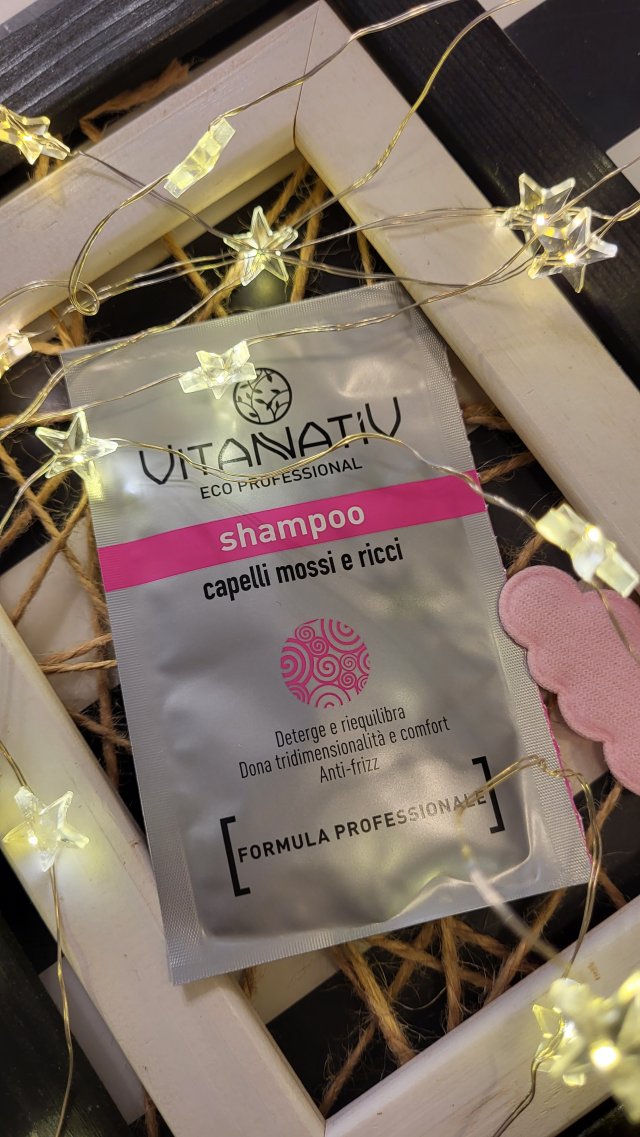 VITANATIV
ECO PROFESSIONAL
shampoo
capelli mossi e ricci
Deterge e riequilibra
Dona tridimensionalità e comfort
Anti-frizz
[FORMULA PROFESSIONALE]